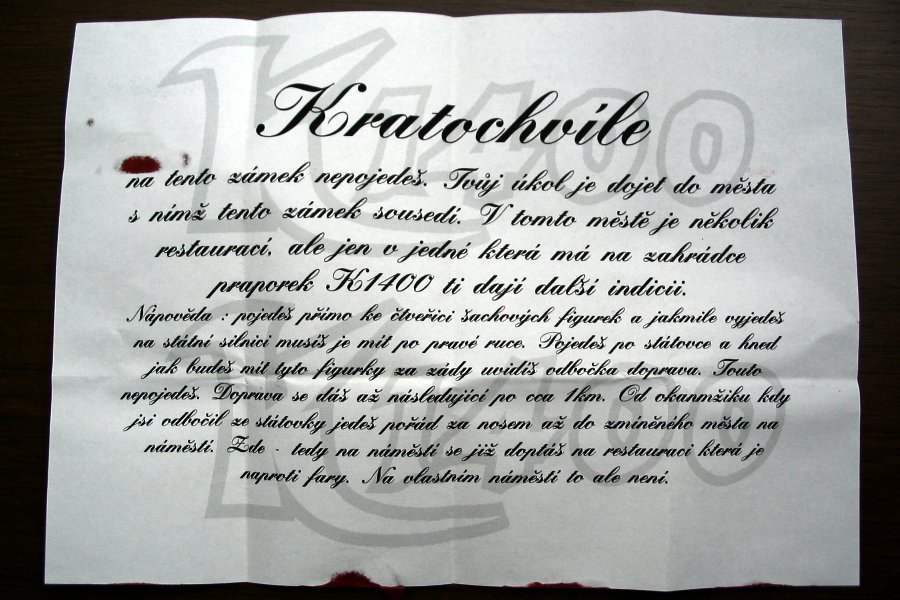 K1400
Kratochvíle
na tento zámek nepojedeš. Tvůj úkol je dojet do města
s nímž tento zámek sousedí. V tomto městě je několik
restaurací, ale jen v jedné která má na zahrádce
praporek K1400 ti dají další indicii.
Nápověda : pojedeš přímo ke čtveřici šachových figurek a jakmile vyjedeš
na státní silnici musíš je mít po pravé ruce. Pojedeš po státovce a hned
jak budeš mít tyto figurky za zády uvidíš odbočka doprava. Touto
nepojedeš. Doprava se dáš až následující po cca 1km. Od okanmžiku kdy
jsi odbočil ze státovky jedeš pořád za nosem až do zmíněného města na
náměstí. Zde - tedy na náměstí se již doptáš na restauraci která je
naproti fary. Na vlastním náměstí to ale není.
K1400